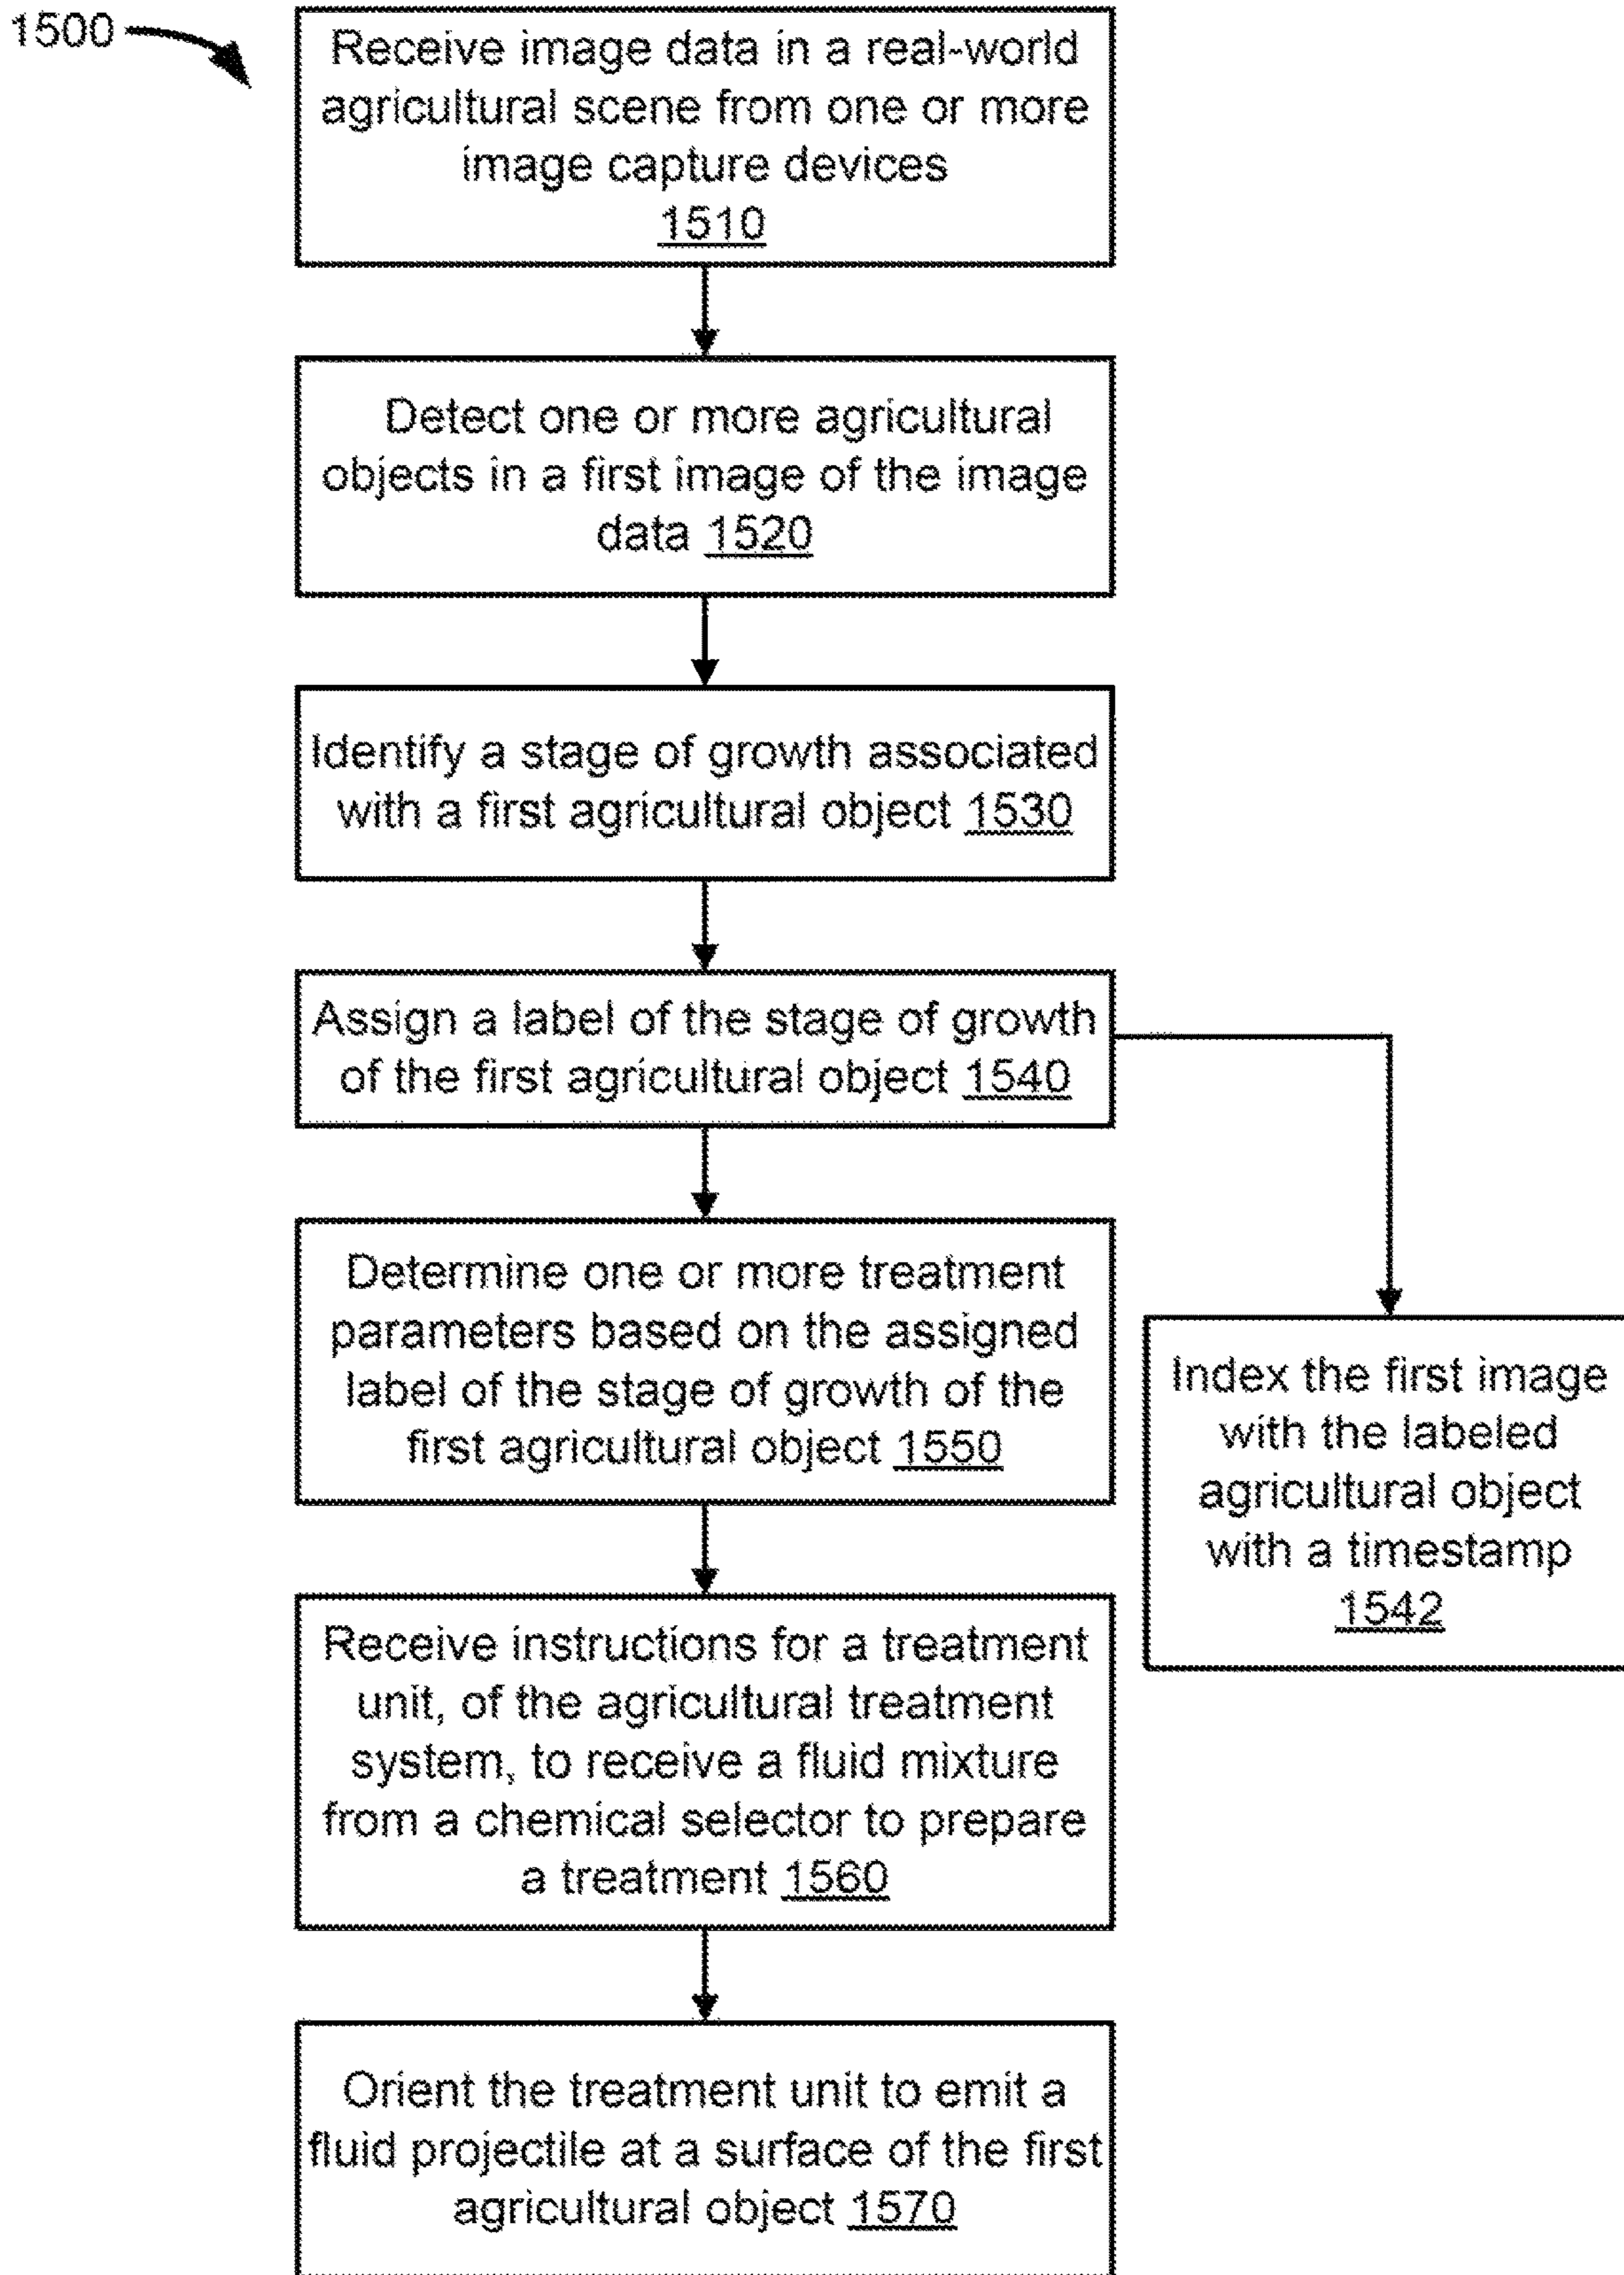 1500
Receive image data in a real-world
agricultural scene from one or more
image capture devices
1510
Detect one or more agricultural
objects in a first image of the image
data 1520
Identify a stage of growth associated
with a first agricultural object 1530
Assign a label of the stage of growth
of the first agricultural object 1540
Determine one or more treatment
parameters based on the assigned
label of the stage of growth of the
first agricultural object 1550
Index the first image
with the labeled
agricultural object
with a timestamp
1542
Receive instructions for a treatment
unit, of the agricultural treatment
system, to receive a fluid mixture
from a chemical selector to prepare
a treatment 1560
Orient the treatment unit to emit a
fluid projectile at a surface of the first
agricultural object 1570